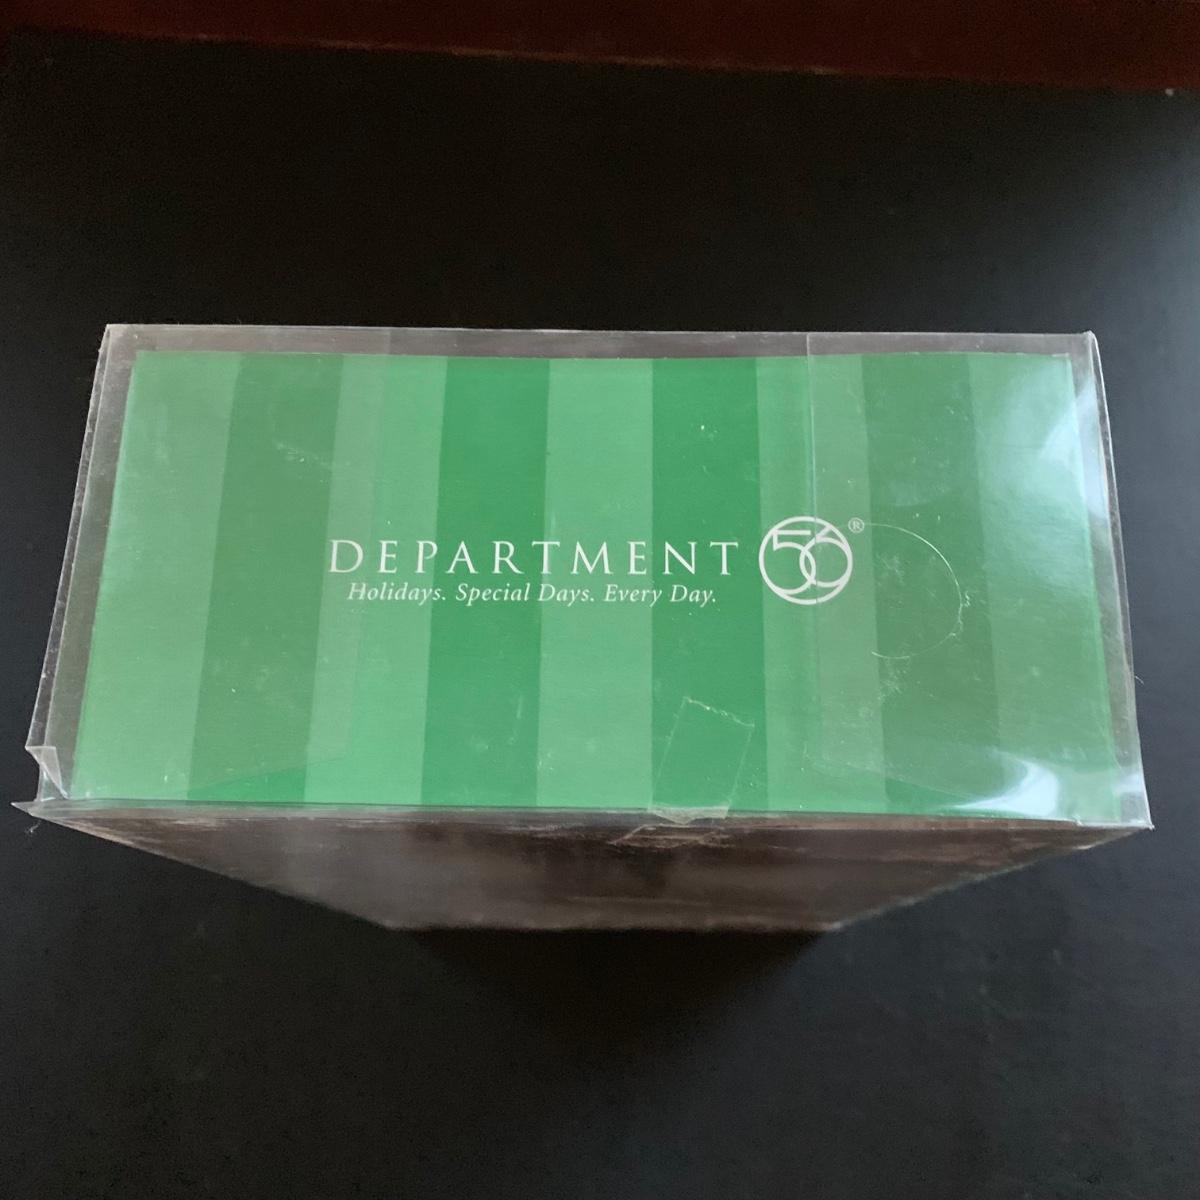 DEPARTMENT 56®
Holidays. Special Days. Every Day.